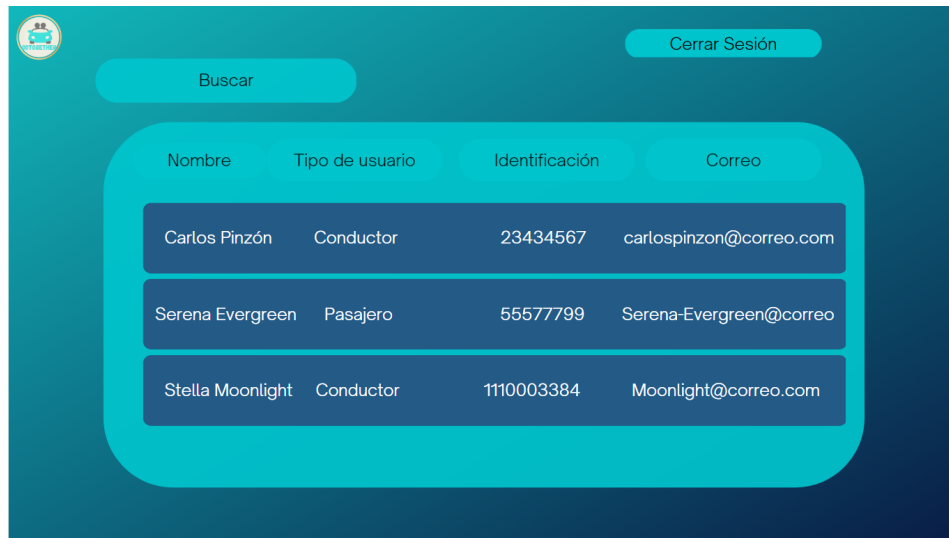 GOTOGETHER
Cerrar Sesión
Buscar
Nombre Tipo de usuario Identificación Correo
Carlos Pinzón Conductor 23434567 carlospinzon@correo.com
Serena Evergreen Pasajero 55577799 Serena-Evergreen@correo
Stella Moonlight Conductor 1110003384 Moonlight@correo.com